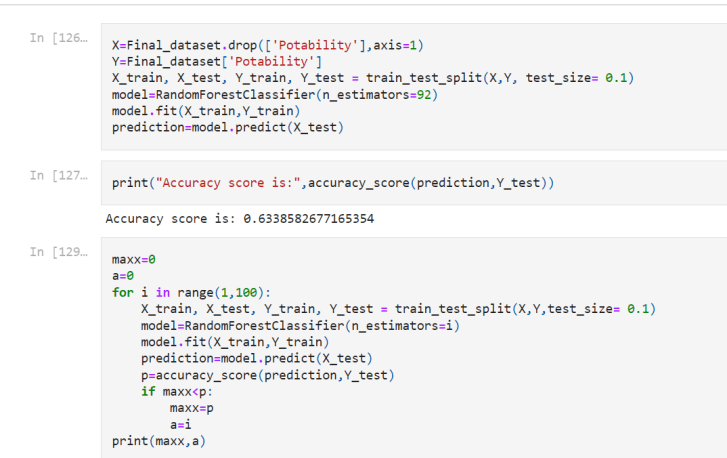 In [126…
X=Final_dataset.drop(['Potability'],axis=1)
Y=Final_dataset['Potability']
X_train, X_test, Y_train, Y_test = train_test_split(X,Y, test_size= 0.1)
model=RandomForestClassifier(n_estimators=92)
model.fit(X_train,Y_train)
prediction=model.predict(X_test)
In [127…
print("Accuracy score is:",accuracy_score(prediction,Y_test))
Accuracy score is: 0.6338582677165354
In [129…
maxx=0
a=0
for i in range(1,100):
    X_train, X_test, Y_train, Y_test = train_test_split(X,Y,test_size= 0.1)
    model=RandomForestClassifier(n_estimators=i)
    model.fit(X_train,Y_train)
    prediction=model.predict(X_test)
    p=accuracy_score(prediction,Y_test)
    if maxx<p:
        maxx=p
        a=i
print(maxx,a)